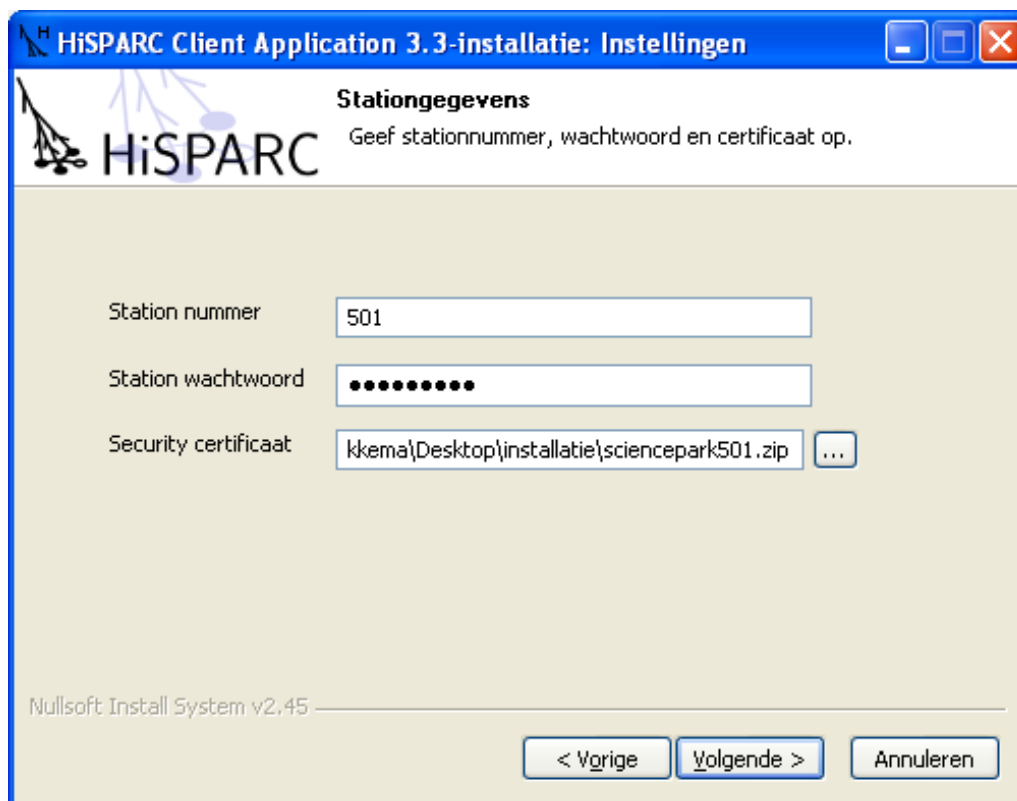 HiSPARC Client Application 3.3-installatie: Instellingen
HiSPARC
Stationgegevens
Geef stationnummer, wachtwoord en certificaat op.
Station nummer
501
Station wachtwoord
•••••••••
Security certificaat
kkema\Desktop\installatie\sciencepark501.zip
...
Nullsoft Install System v2.45
< Vorige
Volgende >
Annuleren